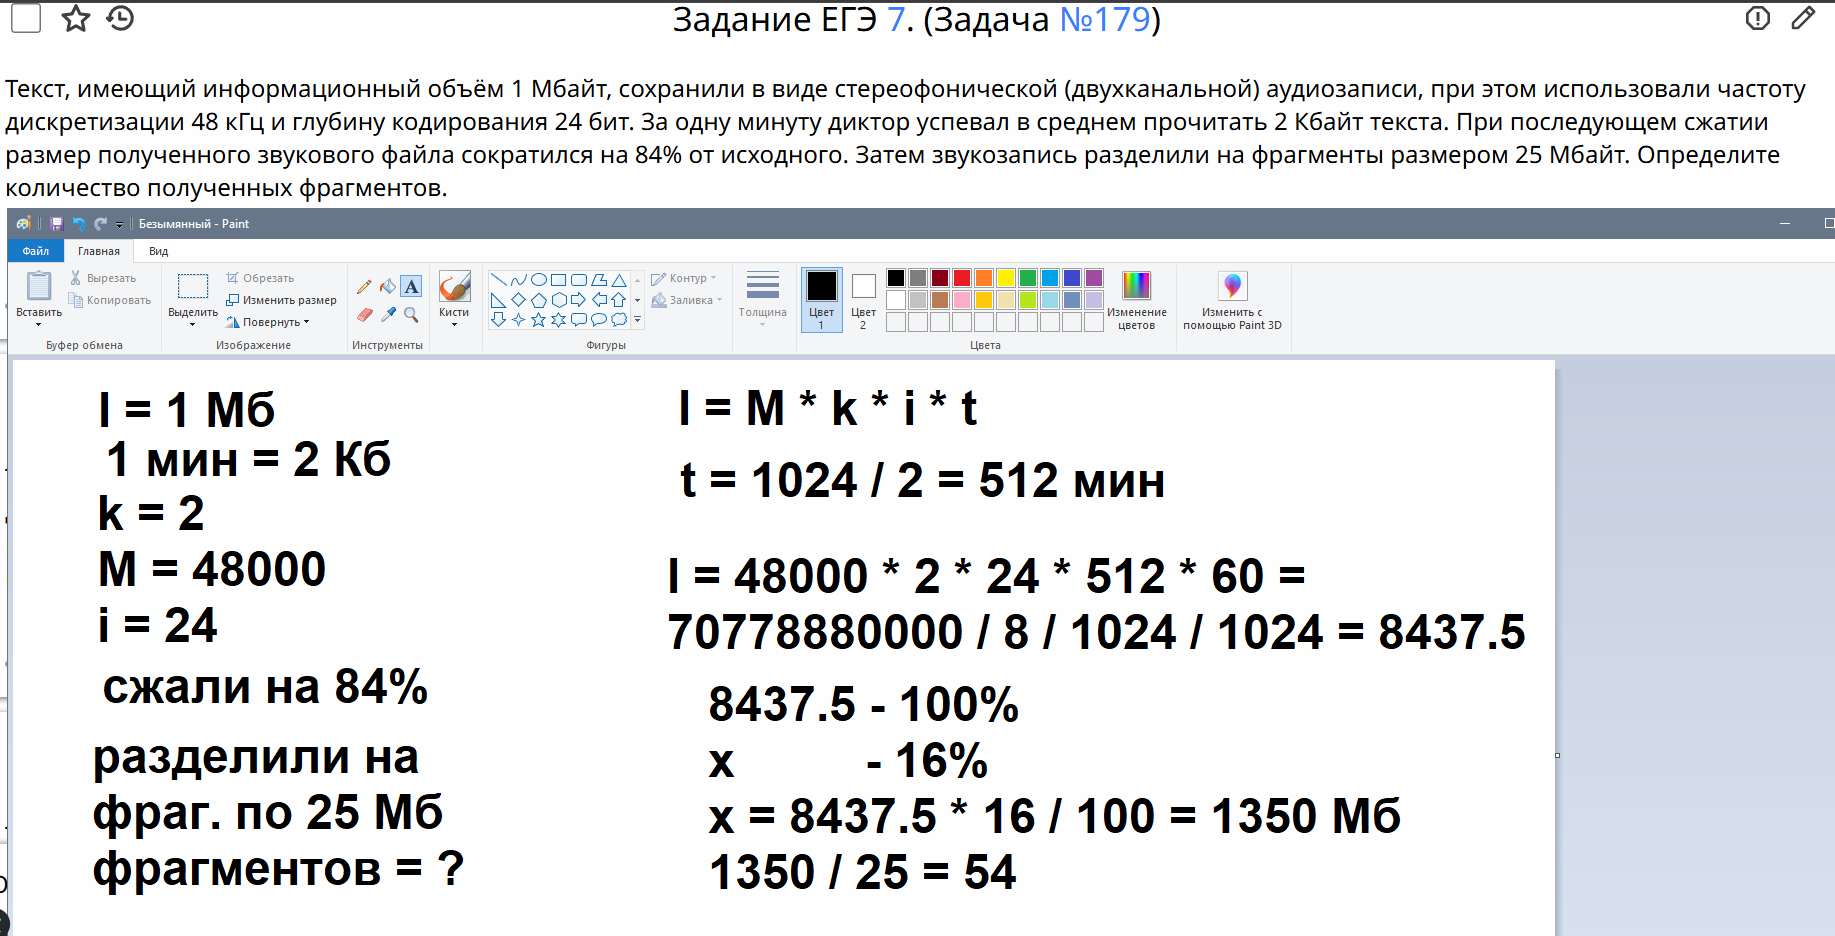 Задание ЕГЭ 7. (Задача №179)
Текст, имеющий информационный объём 1 Мбайт, сохранили в виде стереофонической (двухканальной) аудиозаписи, при этом использовали частоту
дискретизации 48 кГц и глубину кодирования 24 бит. За одну минуту диктор успевал в среднем прочитать 2 Кбайт текста. При последующем сжатии
размер полученного звукового файла сократился на 84% от исходного. Затем звукозапись разделили на фрагменты размером 25 Мбайт. Определите
количество полученных фрагментов.
Безымянный - Paint
Файл Главная Вид
Вставить
Вырезать
Копировать
Буфер обмена
Выделить
Обрезать
Изменить размер
Повернуть
Изображение
A
Инструменты
Кисти
Контур
Заливка
Фигуры
Толщина
Цвет
1
Цвет
2
Изменение
цветов
Цвета
Изменить с
помощью Paint 3D
I = 1 Мб
1 мин = 2 Кб
k = 2
M = 48000
i = 24
сжали на 84%
разделили на
фраг. по 25 Мб
фрагментов = ?
I = M * k * i * t
t = 1024 / 2 = 512 мин
I = 48000 * 2 * 24 * 512 * 60 =
70778880000 / 8 / 1024 / 1024 = 8437.5
8437.5 - 100%
x - 16%
x = 8437.5 * 16 / 100 = 1350 Мб
1350 / 25 = 54